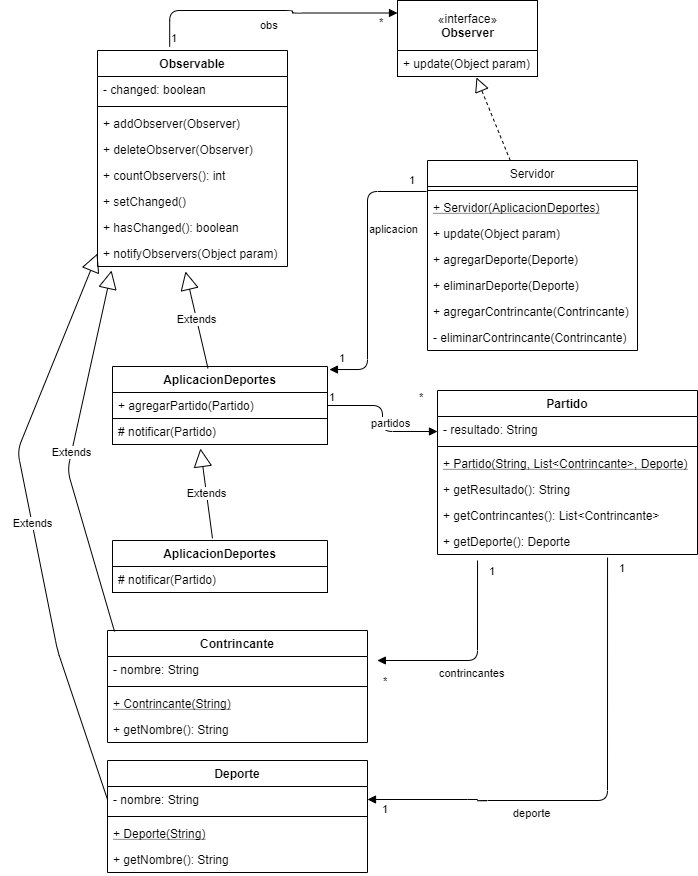 obs
*
1
«interface»
Observer
+ update(Object param)
Observable
- changed: boolean
+ addObserver(Observer)
+ deleteObserver(Observer)
+ countObservers(): int
+ setChanged()
+ hasChanged(): boolean
+ notifyObservers(Object param)
Servidor
+ Servidor(AplicacionDeportes)
+ update(Object param)
+ agregarDeporte(Deporte)
+ eliminarDeporte(Deporte)
+ agregarContrincante(Contrincante)
- eliminarContrincante(Contrincante)
1
aplicacion
1
Extends
AplicacionDeportes
+ agregarPartido(Partido)
# notificar(Partido)
1
*
partidos
Partido
- resultado: String
+ Partido(String, List<Contrincante>, Deporte)
+ getResultado(): String
+ getContrincantes(): List<Contrincante>
+ getDeporte(): Deporte
Extends
Extends
Extends
AplicacionDeportes
# notificar(Partido)
1
1
Contrincante
- nombre: String
+ Contrincante(String)
+ getNombre(): String
contrincantes
*
Deporte
- nombre: String
+ Deporte(String)
+ getNombre(): String
1
deporte